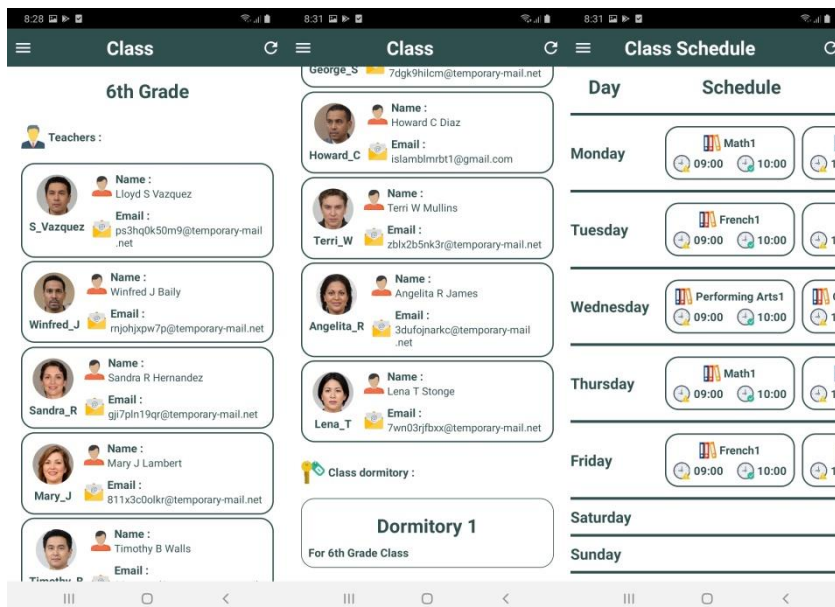 8:28
Class
6th Grade
Teachers :
S_Vazquez
Name :
Lloyd S Vazquez
Email :
ps3hq0k50m9@temporary-mail
.net
Winfred_J
Name :
Winfred J Baily
Email :
mjohjxpw7p@temporary-mail.net
Sandra_R
Name :
Sandra R Hernandez
Email :
gji7pln19qr@temporary-mail.net
Mary_J
Name :
Mary J Lambert
Email :
811x3c0olkr@temporary-mail.net
Name :
Timothy B Walls
Email :
Timothy_B
8:31
Class
George_S
7dgk9hilcm@temporary-mail.net
Howard_C
Name :
Howard C Diaz
Email :
islamblmrbt1@gmail.com
Terri_W
Name :
Terri W Mullins
Email :
zblx2b5nk3r@temporary-mail.net
Angelita_R
Name :
Angelita R James
Email :
3dufojnarkc@temporary-mail
.net
Lena_T
Name :
Lena T Stonge
Email :
7wn03rjfbxx@temporary-mail.net
Class dormitory :
Dormitory 1
For 6th Grade Class
8:31
Class Schedule
Day Schedule
Monday
Math1
09:00 10:00
Tuesday
French1
09:00 10:00
Wednesday
Performing Arts1
09:00 10:00
Thursday
Math1
09:00 10:00
Friday
French1
09:00 10:00
Saturday
Sunday